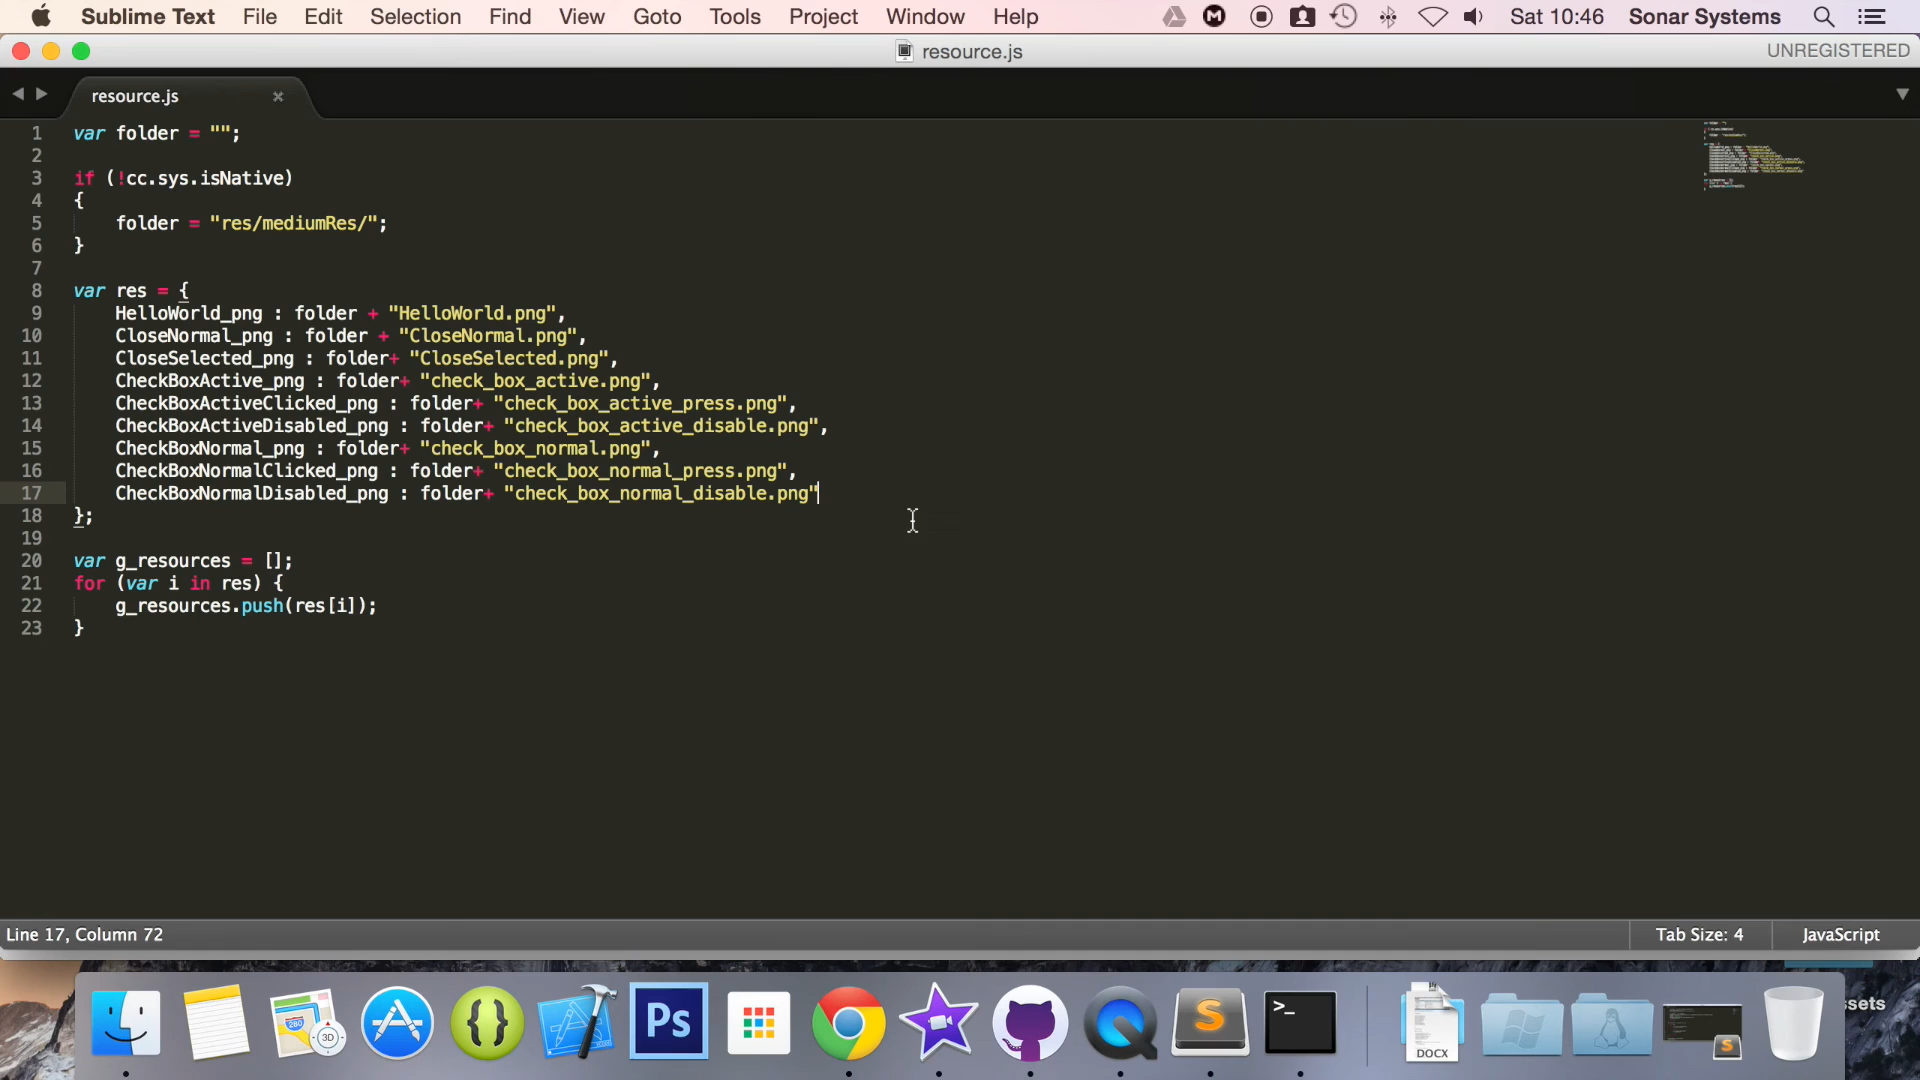 Sublime Text File Edit Selection Find View Goto Tools Project Window Help Sat 10:46 Sonar Systems
resource.js UNREGISTERED
resource.js
1 var folder = "";
2
3 if (!cc.sys.isNative)
4 {
5     folder = "res/mediumRes/";
6 }
7
8 var res = {
9     HelloWorld_png : folder + "HelloWorld.png",
10     CloseNormal_png : folder + "CloseNormal.png",
11     CloseSelected_png : folder+ "CloseSelected.png",
12     CheckBoxActive_png : folder+ "check_box_active.png",
13     CheckBoxActiveClicked_png : folder+ "check_box_active_press.png",
14     CheckBoxActiveDisabled_png : folder+ "check_box_active_disable.png",
15     CheckBoxNormal_png : folder+ "check_box_normal.png",
16     CheckBoxNormalClicked_png : folder+ "check_box_normal_press.png",
17     CheckBoxNormalDisabled_png : folder+ "check_box_normal_disable.png"
18 };
19
20 var g_resources = [];
21 for (var i in res) {
22     g_resources.push(res[i]);
23 }
Line 17, Column 72 Tab Size: 4 JavaScript
280
3D
Ps
DOCX
ssets